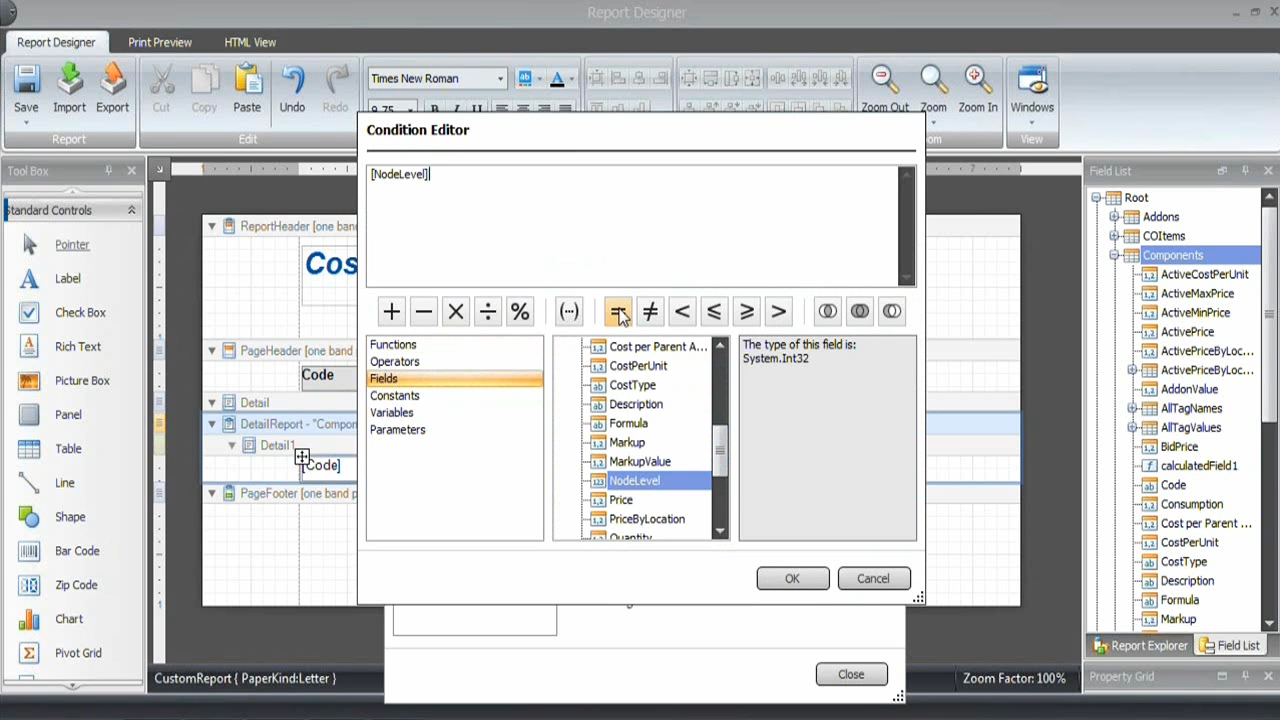 Report Designer
Report Designer
Print Preview
HTML View
Save
Import
Export
Cut
Copy
Paste
Undo
Redo
Times New Roman
9.75
Zoom Out
Zoom
Zoom In
Windows
Report
Edit
View
Tool Box
Standard Controls
Pointer
Label
Check Box
Rich Text
Picture Box
Panel
Table
Line
Shape
Bar Code
Zip Code
Chart
Pivot Grid
ReportHeader [one band
Cos
PageHeader [one band
Code
Detail
DetailReport - "Compon
Detail1
[Code]
PageFooter [one band p
Condition Editor
[NodeLevel]
Functions
Operators
Fields
Constants
Variables
Parameters
Cost per Parent A...
CostPerUnit
CostType
Description
Formula
Markup
MarkupValue
NodeLevel
Price
PriceByLocation
Quantity
The type of this field is:
System.Int32
OK
Cancel
Close
Field List
Root
Addons
COItems
Components
ActiveCostPerUnit
ActiveMaxPrice
ActiveMinPrice
ActivePrice
ActivePriceByLoc...
ActivePriceByLoc...
AddonValue
AllTagNames
AllTagValues
BidPrice
calculatedField1
Code
Consumption
Cost per Parent ...
CostPerUnit
CostType
Description
Formula
Markup
Report Explorer
Field List
Property Grid
CustomReport { PaperKind:Letter }
Zoom Factor: 100%